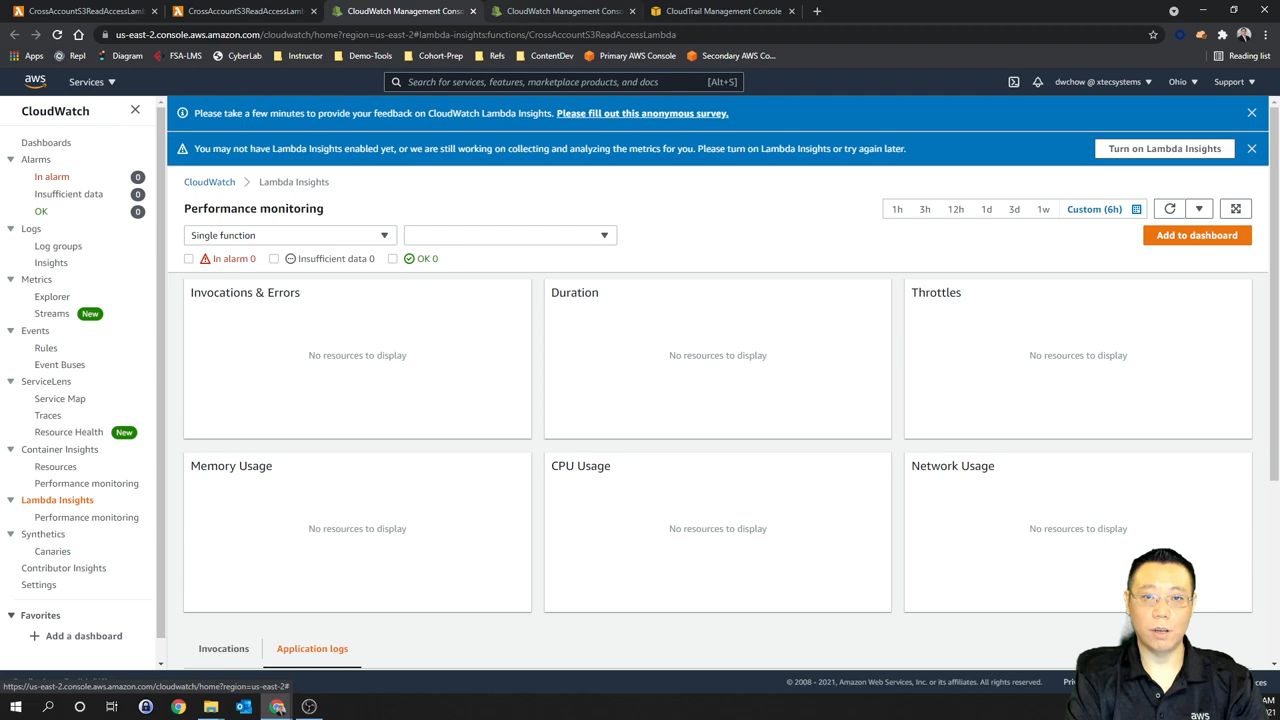 CrossAccountS3ReadAccessLamb
CrossAccountS3ReadAccessLambda
CloudWatch Management Conso
CloudWatch Management Conso
CloudTrail Management Console
us-east-2.console.aws.amazon.com/cloudwatch/home?region=us-east-2#lambda-insights:functions/CrossAccountS3ReadAccessLambda
Apps
Repl
Diagram
FSA-LMS
CyberLab
Instructor
Demo-Tools
Email
Refs
ContentDev
Primary AWS Console
Secondary AWS Co...
Reading list
aws
Services
Search for services, features, marketplace products, and docs
[Alt+S]
dwchow @ xtecsystems
Ohio
Support
CloudWatch
Dashboards
Alarms
In alarm 0
Insufficient data 0
OK 0
Logs
Log groups
Insights
Metrics
Explorer
Streams New
Events
Rules
Event Buses
ServiceLens
Service Map
Traces
Resource Health New
Container Insights
Resources
Performance monitoring
Lambda Insights
Performance monitoring
Synthetics
Canaries
Contributor Insights
Settings
Favorites
Add a dashboard
Please take a few minutes to provide your feedback on CloudWatch Lambda Insights. Please fill out this anonymous survey.
You may not have Lambda Insights enabled yet, or we are still working on collecting and analyzing the metrics for you. Please turn on Lambda Insights or try again later.
Turn on Lambda Insights
CloudWatch
Lambda Insights
Performance monitoring
1h
3h
12h
1d
3d
1w
Custom (6h)
Single function
Add to dashboard
In alarm 0
Insufficient data 0
OK 0
Invocations & Errors
No resources to display
Duration
No resources to display
Throttles
No resources to display
Memory Usage
No resources to display
CPU Usage
No resources to display
Network Usage
No resources to display
Invocations
Application logs
https://us-east-2.console.aws.amazon.com/cloudwatch/home?region=us-east-2#
© 2008 - 2021, Amazon Web Services, Inc. or its affiliates. All rights reserved.
aws